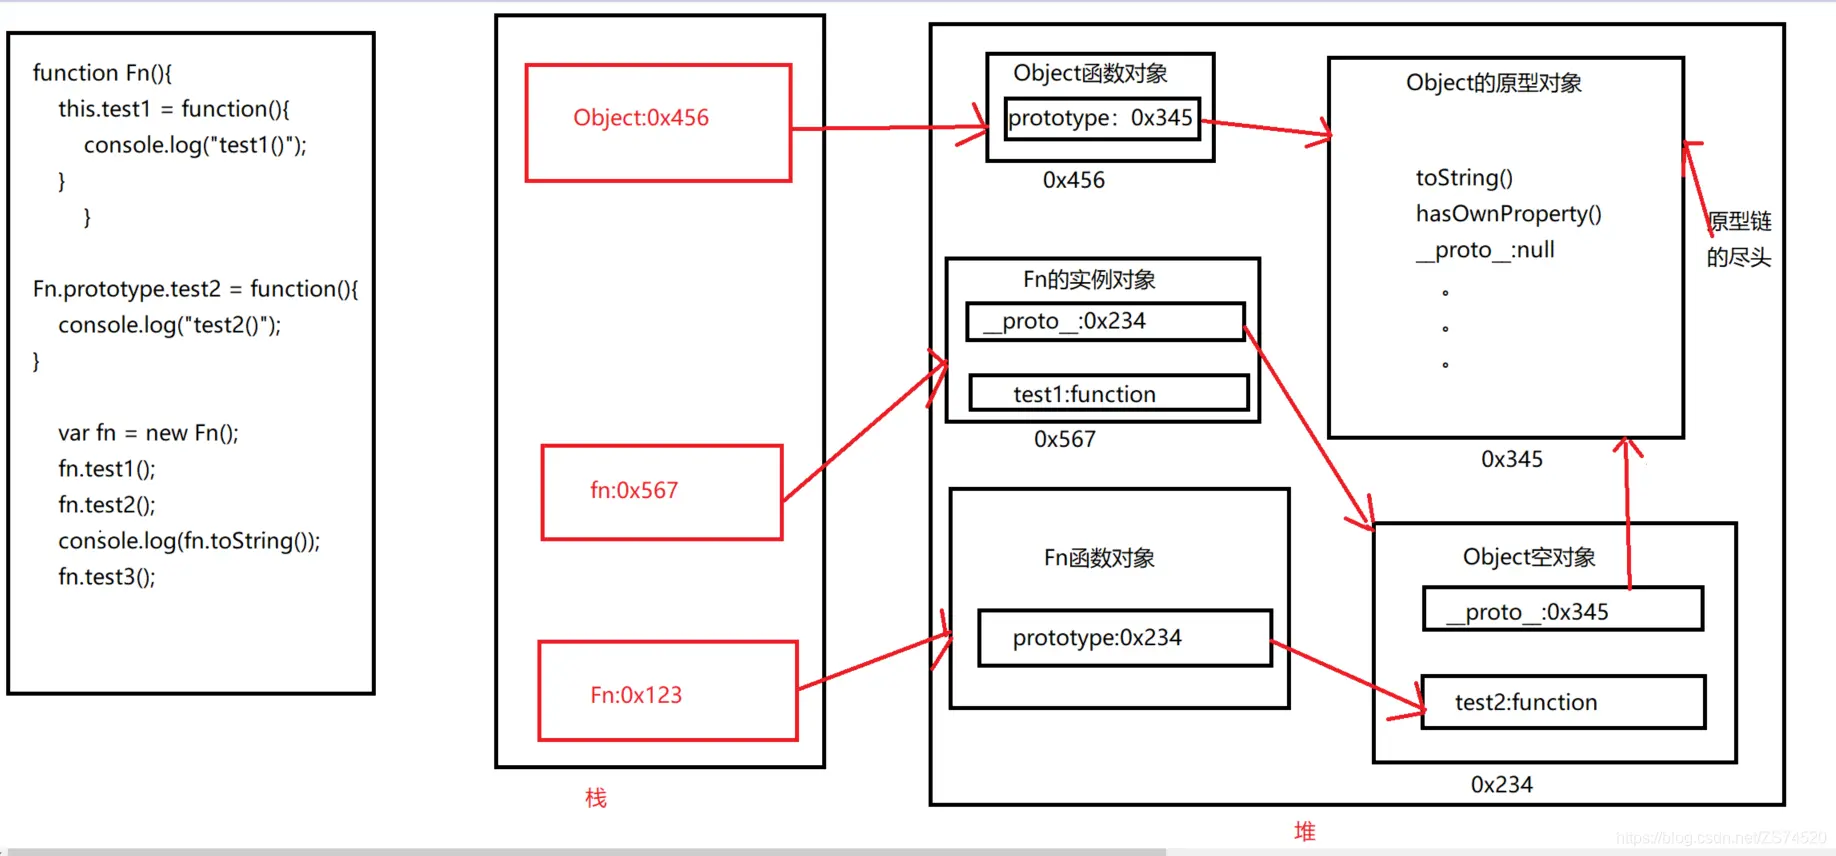 function Fn(){
this.test1 = function(){
console.log("test1()");
}
}
Fn.prototype.test2 = function(){
console.log("test2()");
}
var fn = new Fn();
fn.test1();
fn.test2();
console.log(fn.toString());
fn.test3();
Object:0x456
fn:0x567
Fn:0x123
栈
Object函数对象
prototype: 0x345
0x456
Fn的实例对象
__proto__:0x234
test1:function
0x567
Fn函数对象
prototype:0x234
Object的原型对象
toString()
hasOwnProperty()
__proto__:null
。
。
。
0x345
原型链
的尽头
Object空对象
__proto__:0x345
test2:function
0x234
堆
https://blog.csdn.net/ZS74520